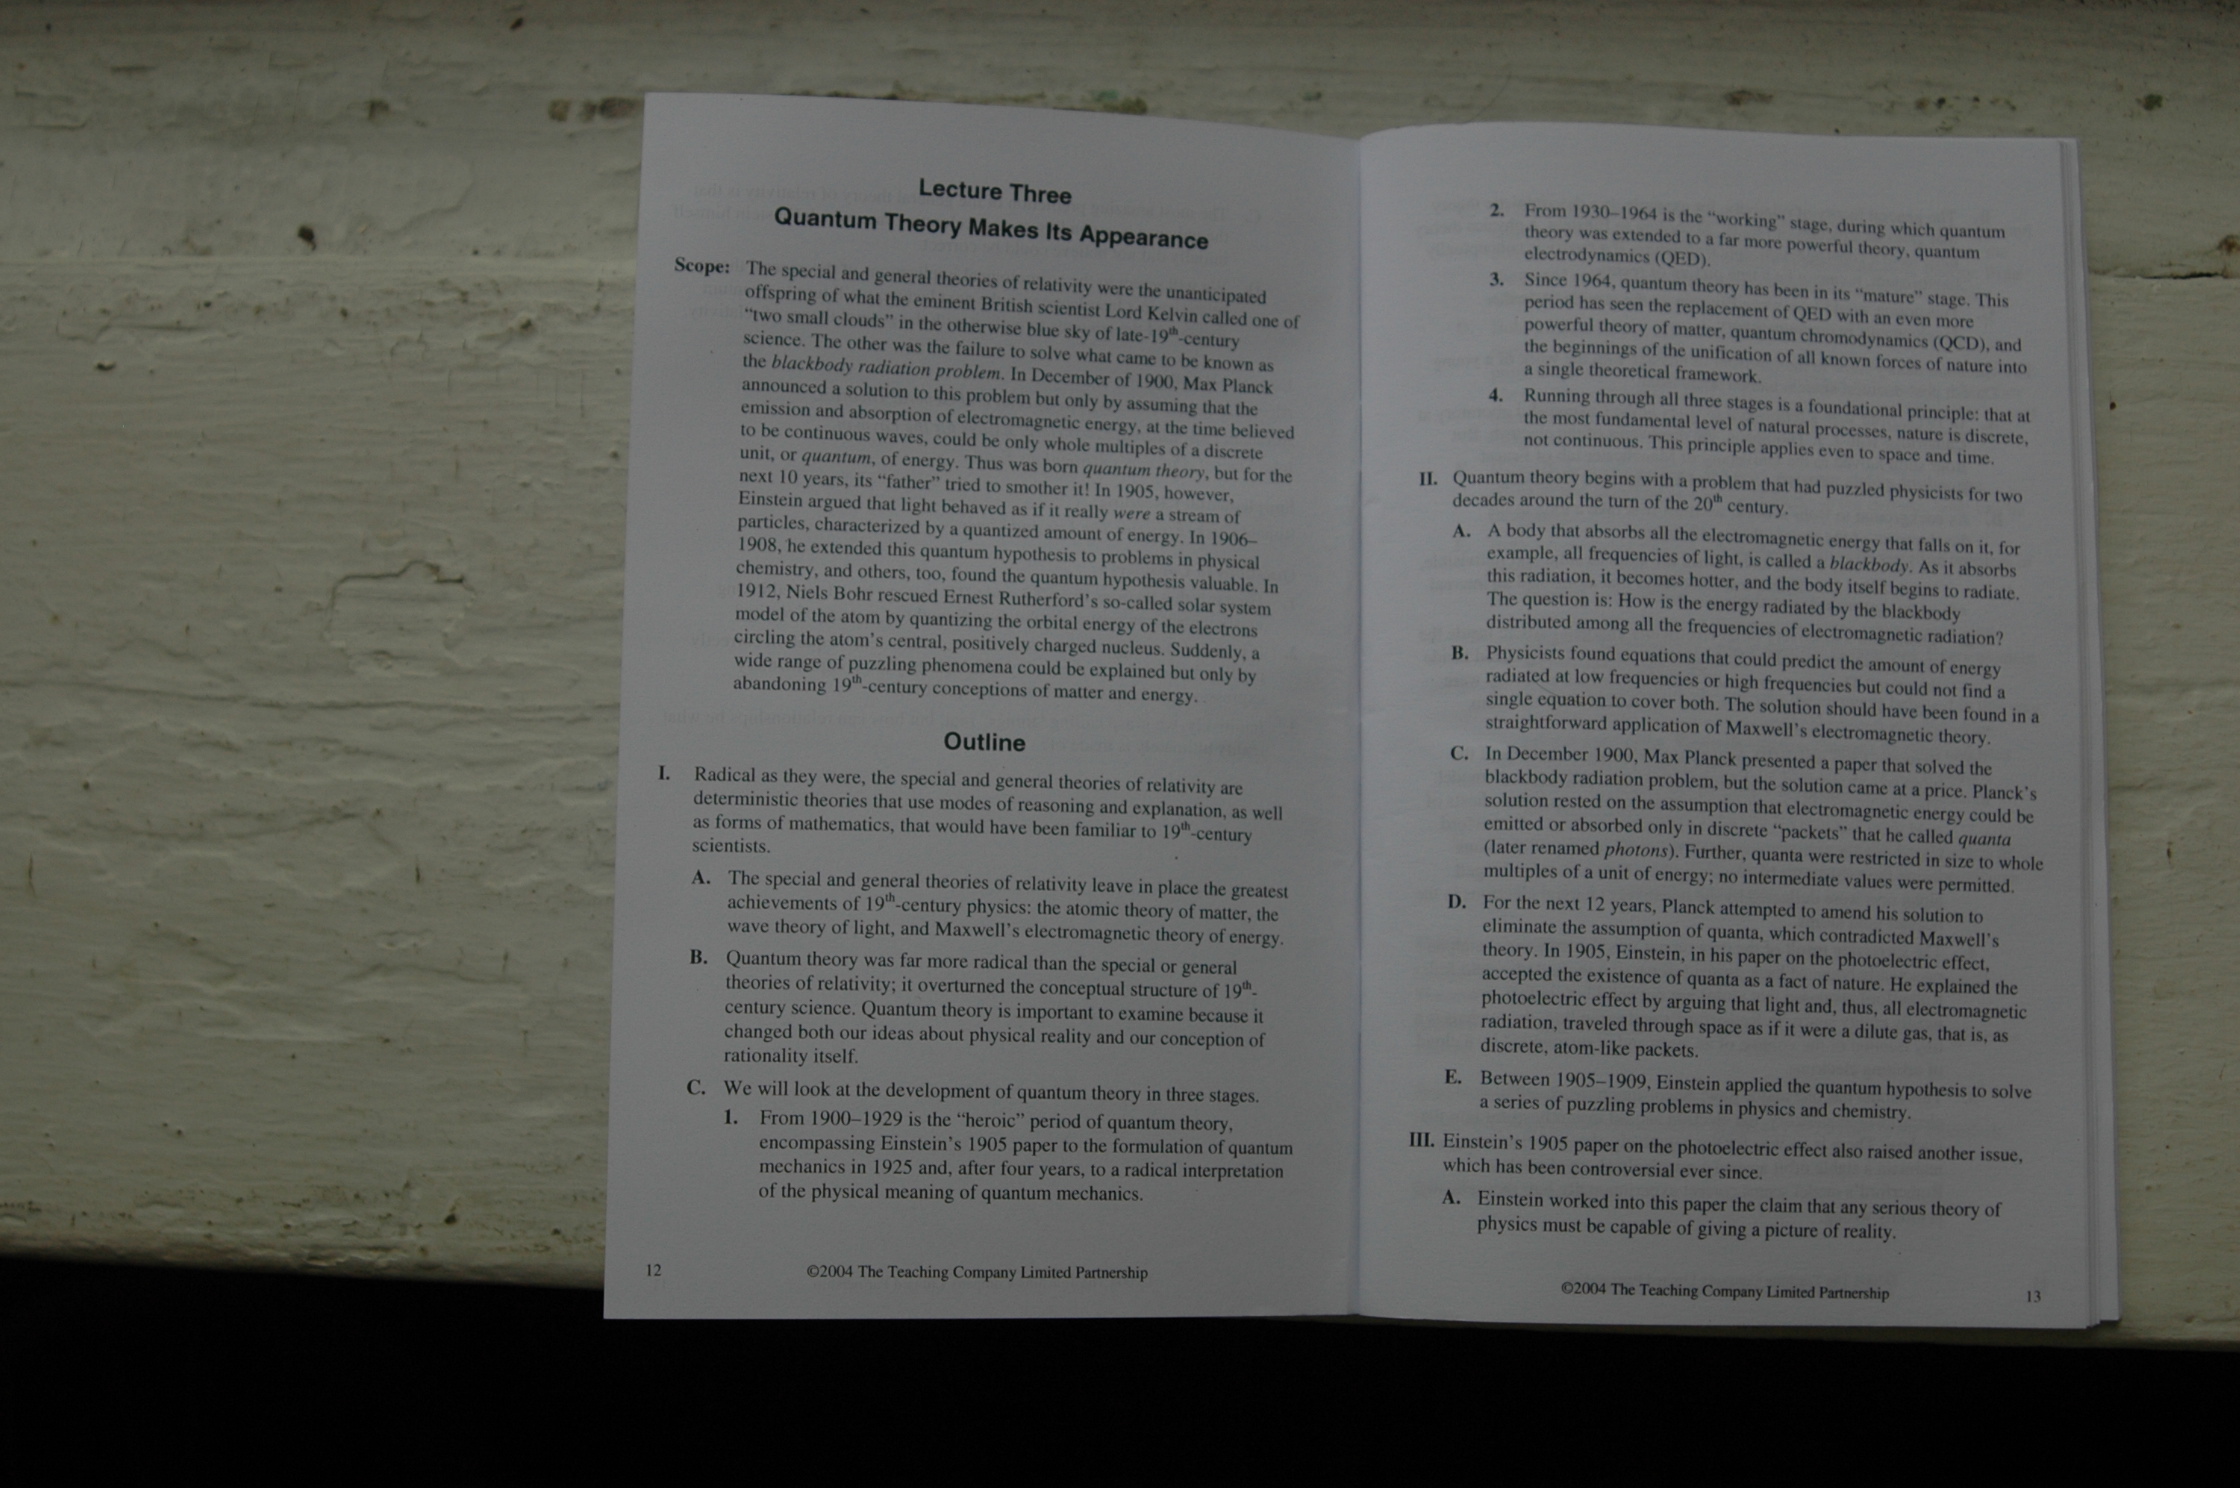 Lecture Three
Quantum Theory Makes Its Appearance
Scope: The special and general theories of relativity were the unanticipated
offspring of what the eminent British scientist Lord Kelvin called one of
“two small clouds” in the otherwise blue sky of late-19th-century
science. The other was the failure to solve what came to be known as
the blackbody radiation problem. In December of 1900, Max Planck
announced a solution to this problem but only by assuming that the
emission and absorption of electromagnetic energy, at the time believed
to be continuous waves, could be only whole multiples of a discrete
unit, or quantum, of energy. Thus was born quantum theory, but for the
next 10 years, its “father” tried to smother it! In 1905, however,
Einstein argued that light behaved as if it really were a stream of
particles, characterized by a quantized amount of energy. In 1906–
1908, he extended this quantum hypothesis to problems in physical
chemistry, and others, too, found the quantum hypothesis valuable. In
1912, Niels Bohr rescued Ernest Rutherford’s so-called solar system
model of the atom by quantizing the orbital energy of the electrons
circling the atom’s central, positively charged nucleus. Suddenly, a
wide range of puzzling phenomena could be explained but only by
abandoning 19th-century conceptions of matter and energy.
Outline
I. Radical as they were, the special and general theories of relativity are
deterministic theories that use modes of reasoning and explanation, as well
as forms of mathematics, that would have been familiar to 19th-century
scientists.
A. The special and general theories of relativity leave in place the greatest
achievements of 19th-century physics: the atomic theory of matter, the
wave theory of light, and Maxwell’s electromagnetic theory of energy.
B. Quantum theory was far more radical than the special or general
theories of relativity; it overturned the conceptual structure of 19th-
century science. Quantum theory is important to examine because it
changed both our ideas about physical reality and our conception of
rationality itself.
C. We will look at the development of quantum theory in three stages.
1. From 1900–1929 is the “heroic” period of quantum theory,
encompassing Einstein’s 1905 paper to the formulation of quantum
mechanics in 1925 and, after four years, to a radical interpretation
of the physical meaning of quantum mechanics.
12 ©2004 The Teaching Company Limited Partnership
2. From 1930–1964 is the “working” stage, during which quantum
theory was extended to a far more powerful theory, quantum
electrodynamics (QED).
3. Since 1964, quantum theory has been in its “mature” stage. This
period has seen the replacement of QED with an even more
powerful theory of matter, quantum chromodynamics (QCD), and
the beginnings of the unification of all known forces of nature into
a single theoretical framework.
4. Running through all three stages is a foundational principle: that at
the most fundamental level of natural processes, nature is discrete,
not continuous. This principle applies even to space and time.
II. Quantum theory begins with a problem that had puzzled physicists for two
decades around the turn of the 20th century.
A. A body that absorbs all the electromagnetic energy that falls on it, for
example, all frequencies of light, is called a blackbody. As it absorbs
this radiation, it becomes hotter, and the body itself begins to radiate.
The question is: How is the energy radiated by the blackbody
distributed among all the frequencies of electromagnetic radiation?
B. Physicists found equations that could predict the amount of energy
radiated at low frequencies or high frequencies but could not find a
single equation to cover both. The solution should have been found in a
straightforward application of Maxwell’s electromagnetic theory.
C. In December 1900, Max Planck presented a paper that solved the
blackbody radiation problem, but the solution came at a price. Planck’s
solution rested on the assumption that electromagnetic energy could be
emitted or absorbed only in discrete “packets” that he called quanta
(later renamed photons). Further, quanta were restricted in size to whole
multiples of a unit of energy; no intermediate values were permitted.
D. For the next 12 years, Planck attempted to amend his solution to
eliminate the assumption of quanta, which contradicted Maxwell’s
theory. In 1905, Einstein, in his paper on the photoelectric effect,
accepted the existence of quanta as a fact of nature. He explained the
photoelectric effect by arguing that light and, thus, all electromagnetic
radiation, traveled through space as if it were a dilute gas, that is, as
discrete, atom-like packets.
E. Between 1905–1909, Einstein applied the quantum hypothesis to solve
a series of puzzling problems in physics and chemistry.
III. Einstein’s 1905 paper on the photoelectric effect also raised another issue,
which has been controversial ever since.
A. Einstein worked into this paper the claim that any serious theory of
physics must be capable of giving a picture of reality.
©2004 The Teaching Company Limited Partnership 13